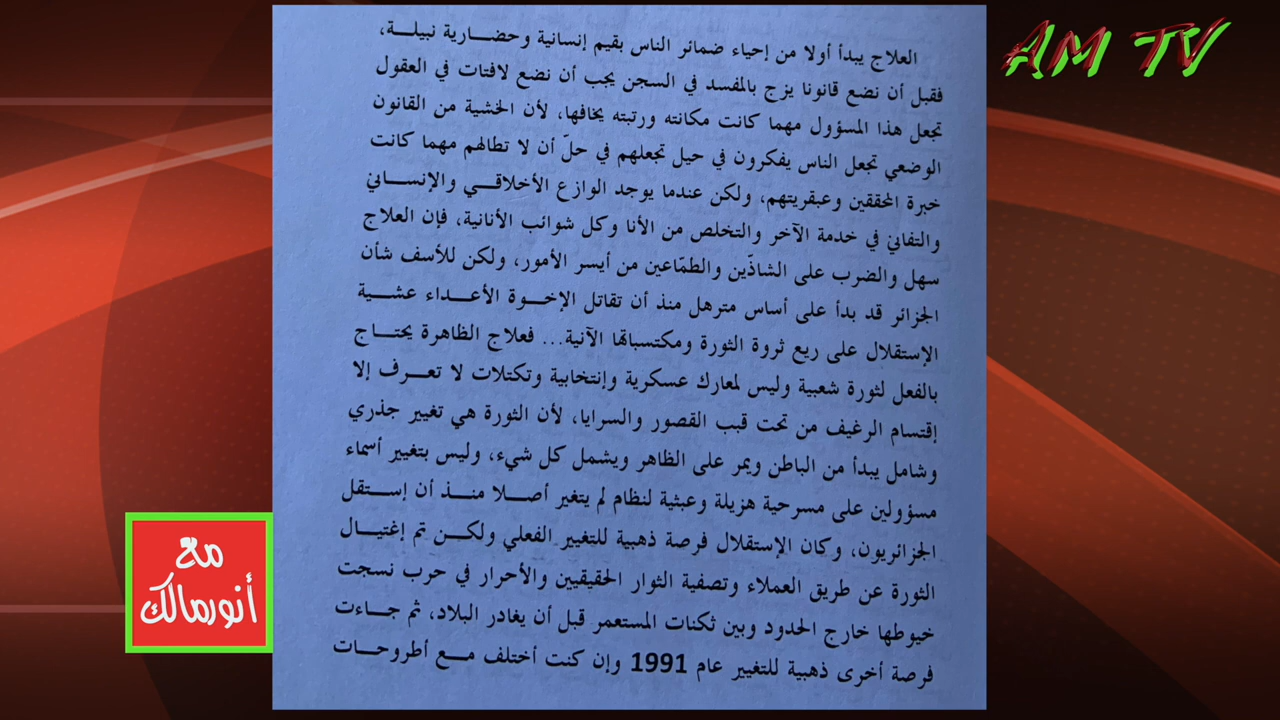 AM TV
العلاج يبدأ أولا من إحياء ضمائر الناس بقيم إنسانية وحضارية نبيلة،
فقبل أن نضع قانونا يزج بالمفسد في السجن يجب أن نضع لافتات في العقول
تجعل هذا المسؤول مهما كانت مكانته ورتبته يخافها، لأن الخشية من القانون
الوضعي تجعل الناس يفكرون في حيل تجعلهم في حلّ أن لا تطالهم مهما كانت
خبرة المحققين وعبقريتهم، ولكن عندما يوجد الوازع الأخلاقي والإنساني
والتفاني في خدمة الآخر والتخلص من الأنا وكل شوائب الأنانية، فإن العلاج
سهل والضرب على الشاذّين والطمّاعين من أيسر الأمور، ولكن للأسف شأن
الجزائر قد بدأ على أساس مترهل منذ أن تقاتل الإخوة الأعداء عشية
الإستقلال على ريع ثروة الثورة ومكتسباتها الآنية... فعلاج الظاهرة يحتاج
بالفعل لثورة شعبية وليس لمعارك عسكرية وإنتخابية وتكتلات لا تعرف إلا
إقتسام الرغيف من تحت قبب القصور والسرايا، لأن الثورة هي تغيير جذري
وشامل يبدأ من الباطن ويمر على الظاهر ويشمل كل شيء، وليس بتغيير أسماء
مسؤولين على مسرحية هزيلة وعبثية لنظام لم يتغير أصلا منذ أن إستقل
الجزائريون، وكان الإستقلال فرصة ذهبية للتغيير الفعلي ولكن تم إغتيال
الثورة عن طريق العملاء وتصفية الثوار الحقيقيين والأحرار في حرب نسجت
خيوطها خارج الحدود وبين ثكنات المستعمر قبل أن يغادر البلاد، ثم جاءت
فرصة أخرى ذهبية للتغيير عام 1991 وإن كنت أختلف مع أطروحات
مع
أنور مالك